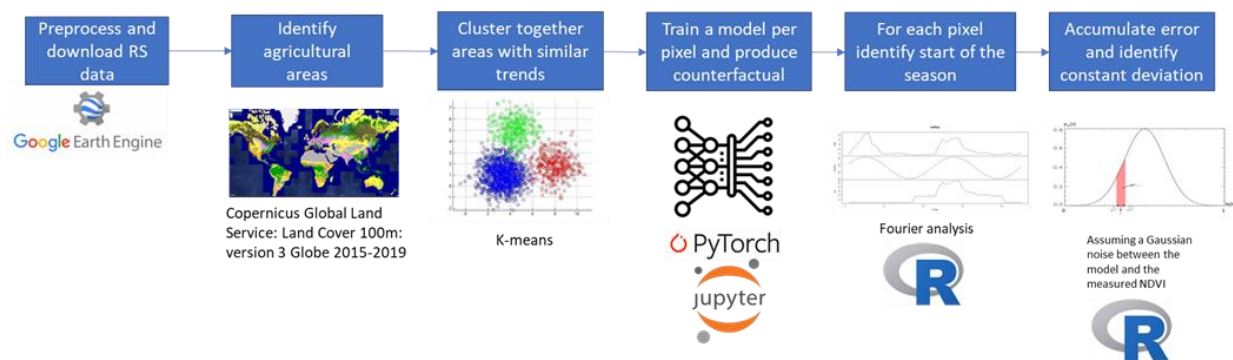 Preprocess and
download RS
data
Identify
agricultural
areas
Cluster together
areas with similar
trends
Train a model per
pixel and produce
counterfactual
For each pixel
identify start of the
season
Accumulate error
and identify
constant deviation
Google Earth Engine
Copernicus Global Land
Service: Land Cover 100m:
version 3 Globe 2015-2019
K-means
PyTorch
jupyter
Fourier analysis
R
Assuming a Gaussian
noise between the
model and the
measured NDVI
R